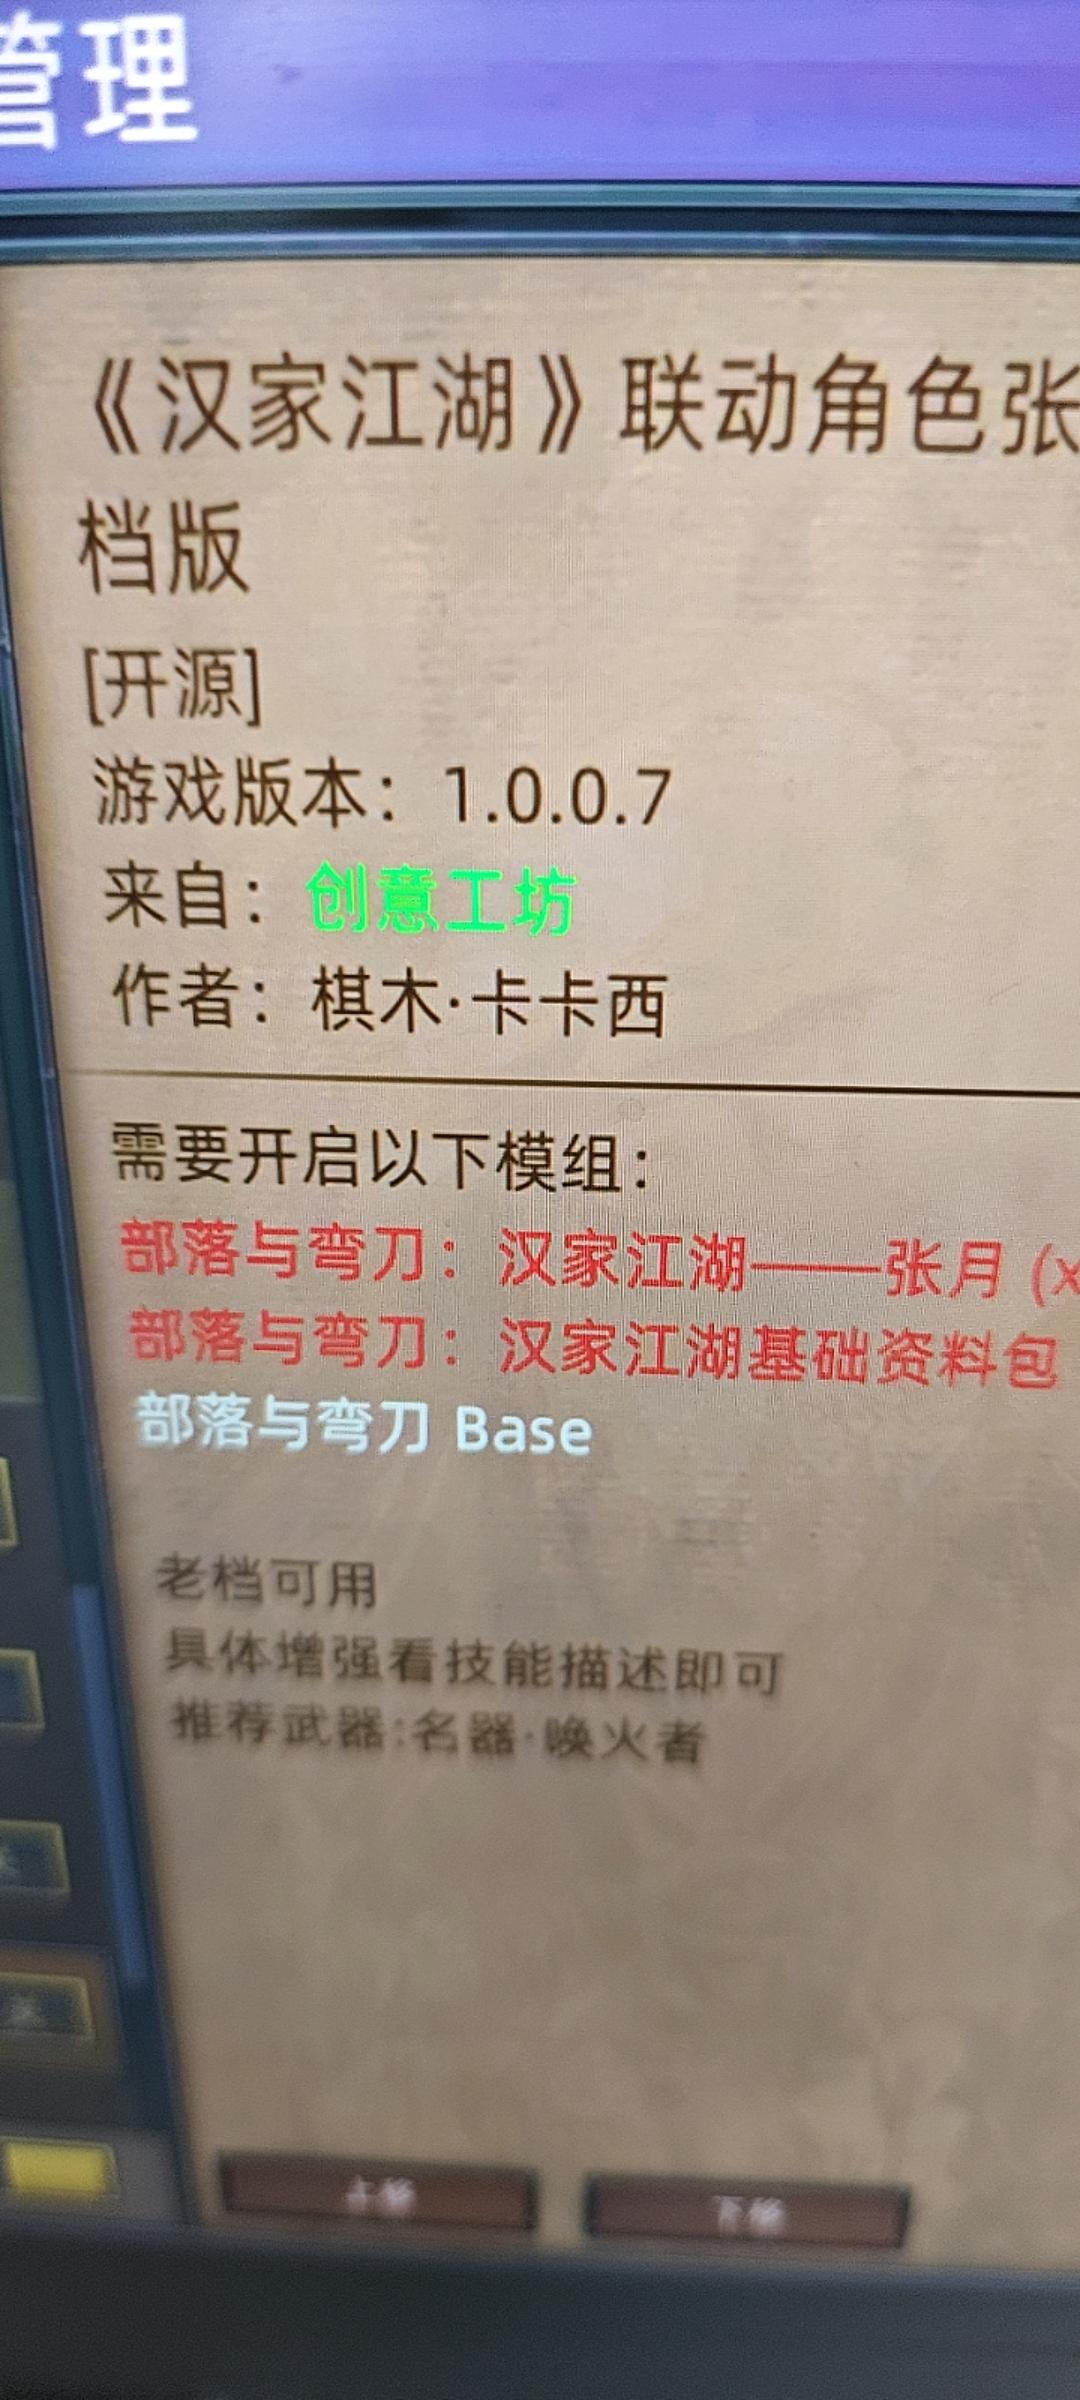 管理
《汉家江湖》联动角色张
档版
[开源]
游戏版本：1.0.0.7
来自：创意工坊
作者：棋木·卡卡西
需要开启以下模组：
部落与弯刀：汉家江湖——张月 (x
部落与弯刀：汉家江湖基础资料包
部落与弯刀 Base
老档可用
具体增强看技能描述即可
推荐武器:名器·唤火者
上移
下移